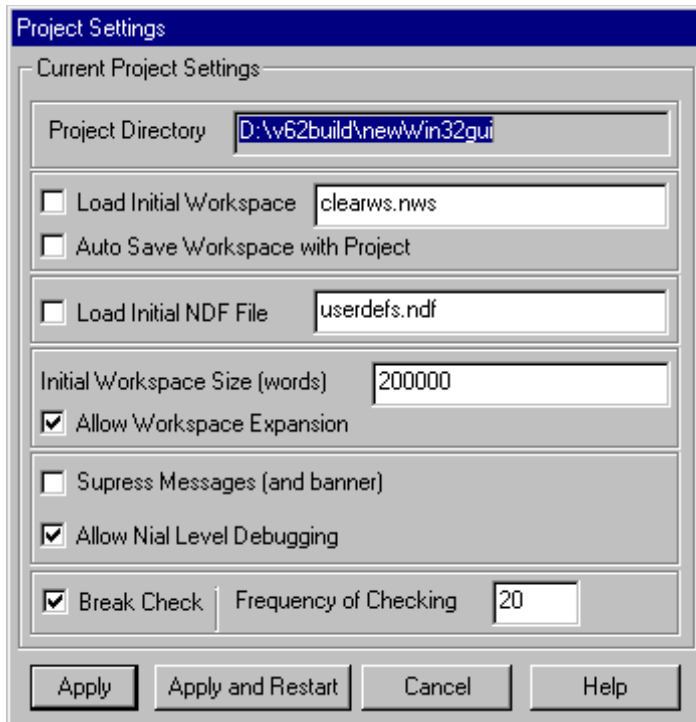 Project Settings
Current Project Settings
Project Directory D:\v62build\newWin32gui
Load Initial Workspace clearws.nws
Auto Save Workspace with Project
Load Initial NDF File userdefs.ndf
Initial Workspace Size (words) 200000
Allow Workspace Expansion
Supress Messages (and banner)
Allow Nial Level Debugging
Break Check Frequency of Checking 20
Apply Apply and Restart Cancel Help